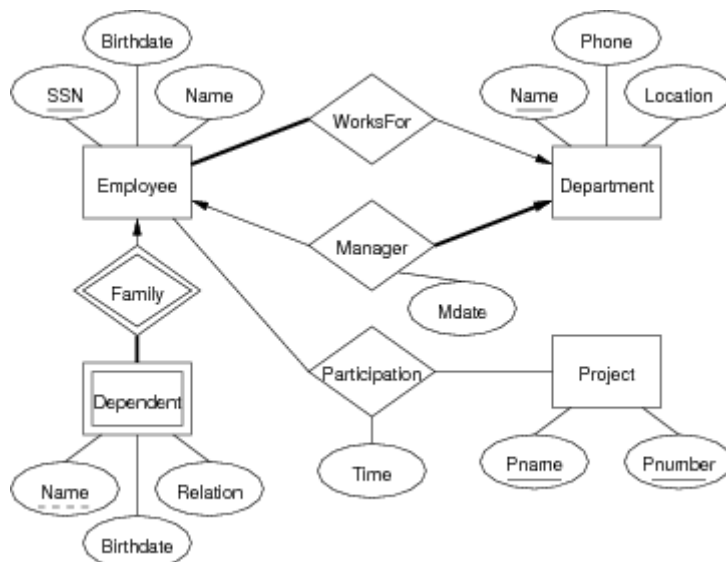 Birthdate
Phone
SSN
Name
Name
Location
WorksFor
Employee
Department
Manager
Family
Mdate
Participation
Project
Dependent
Time
Pname
Pnumber
Name
Relation
Birthdate